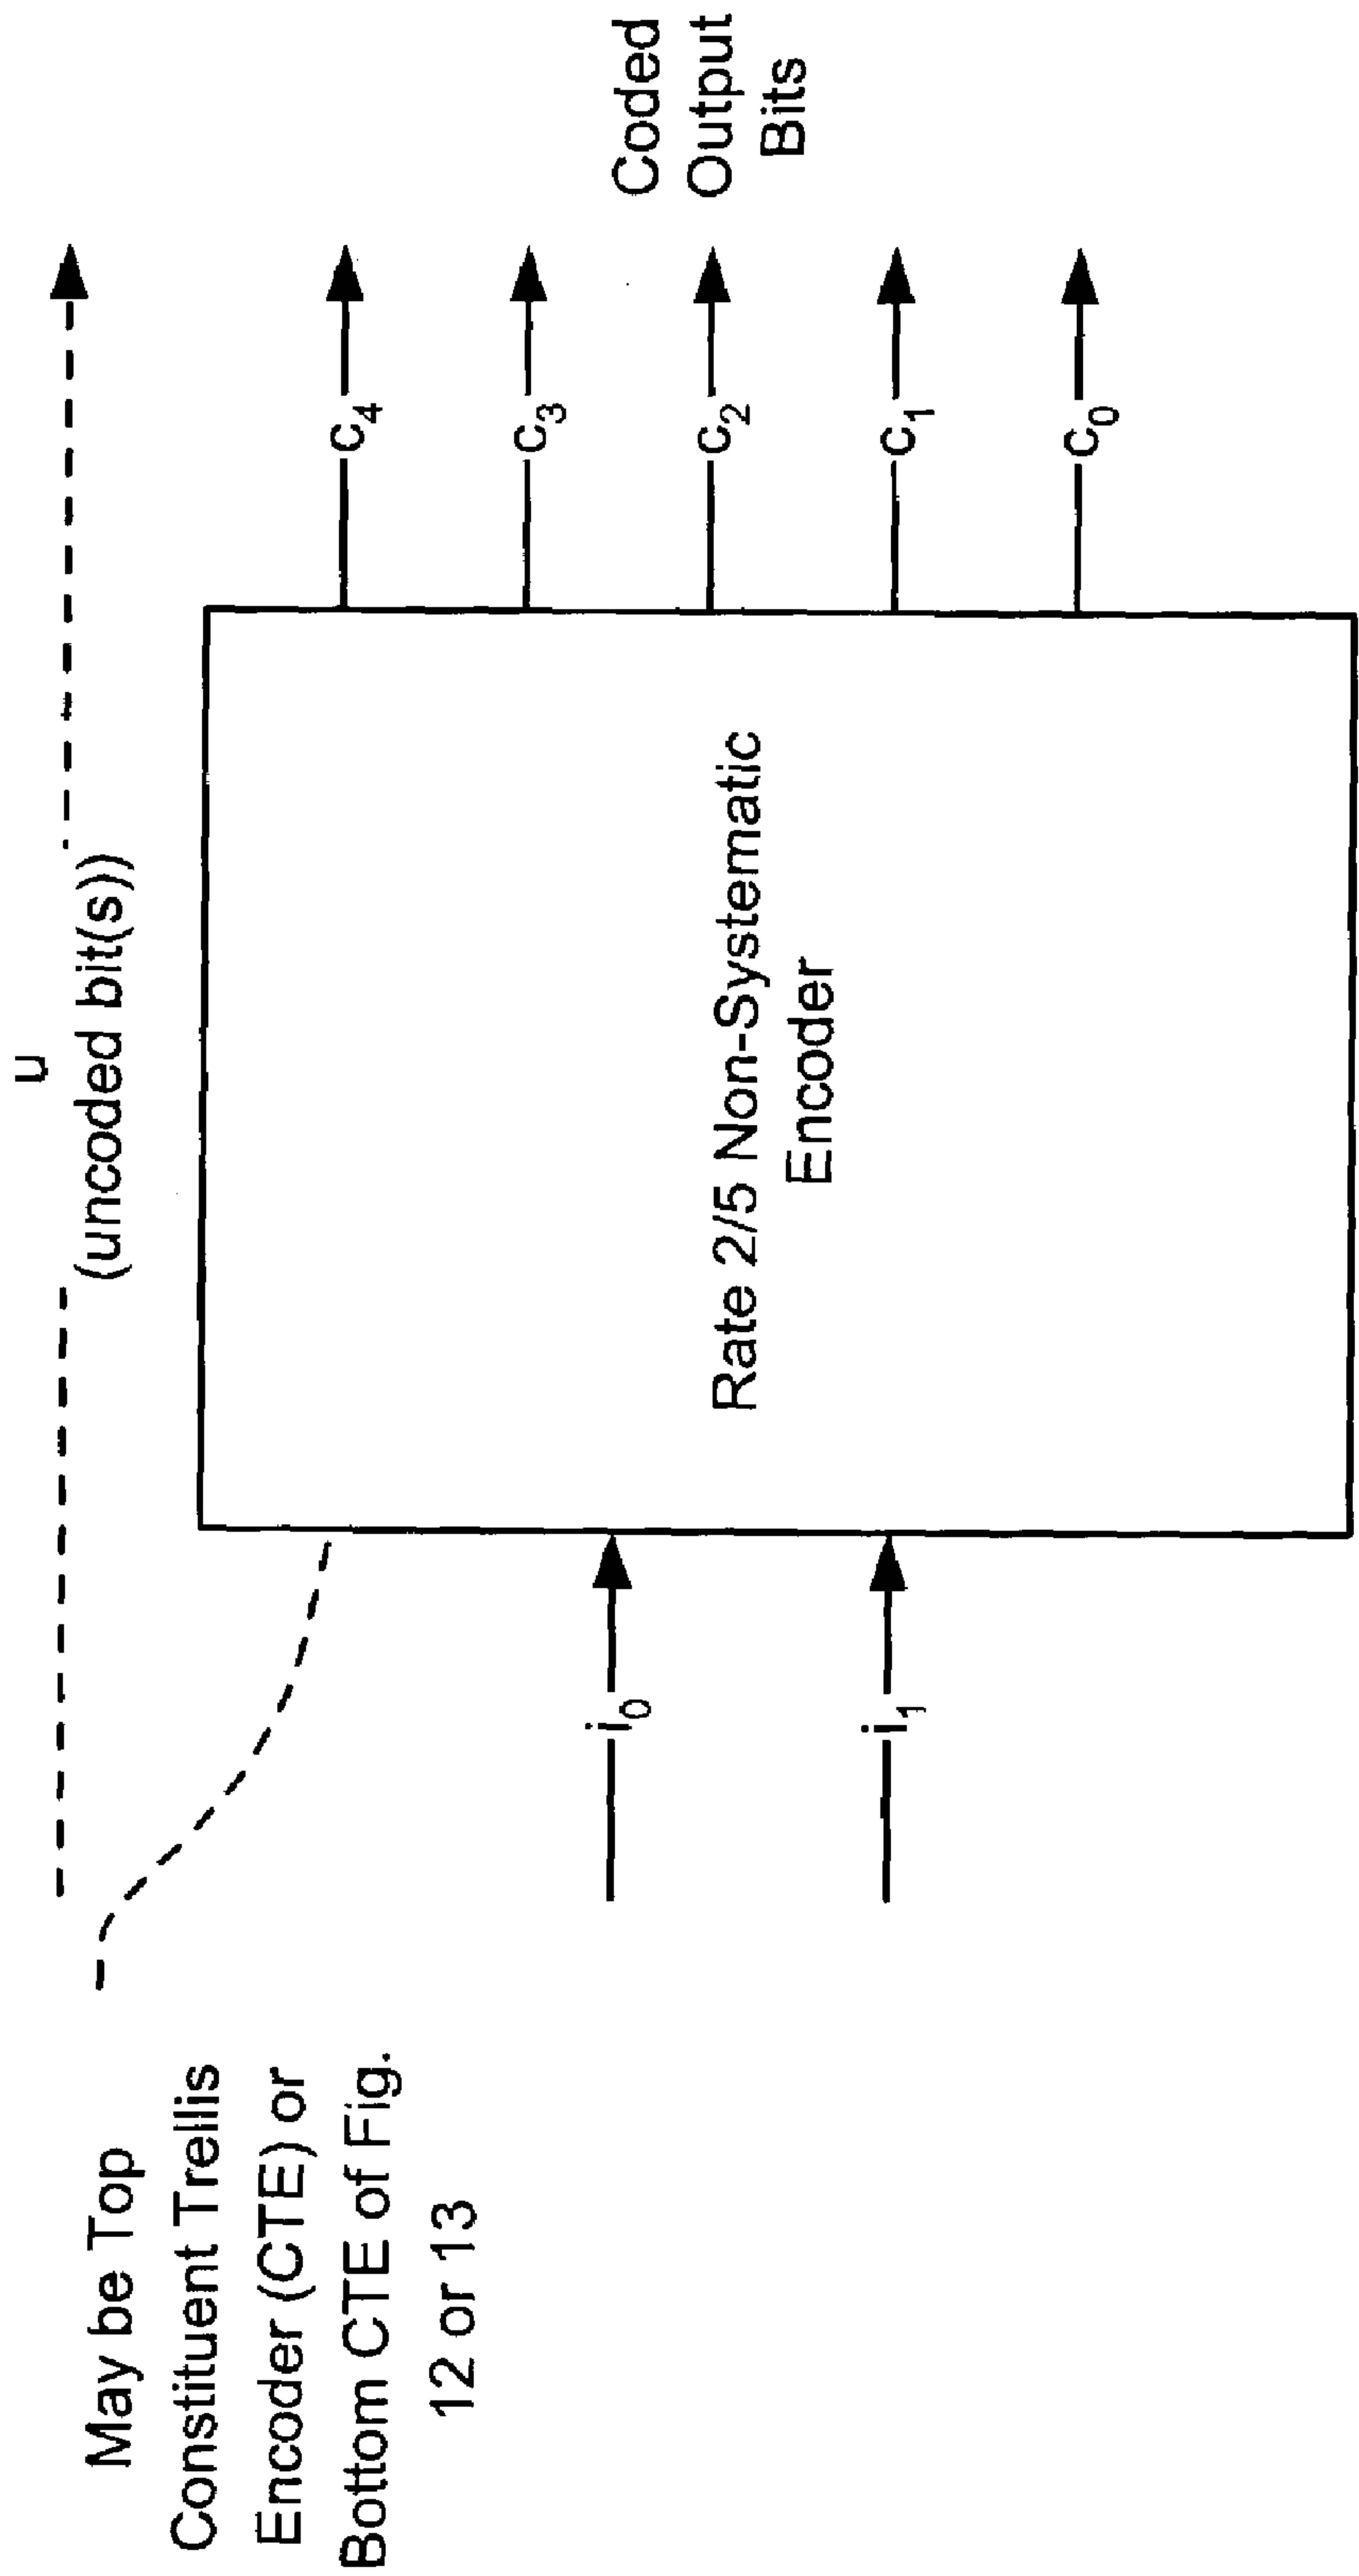 u
(uncoded bit(s))
May be Top
Constituent Trellis
Encoder (CTE) or
Bottom CTE of Fig.
12 or 13
i0
i1
Rate 2/5 Non-Systematic
Encoder
c4
c3
c2
c1
c0
Coded
Output
Bits